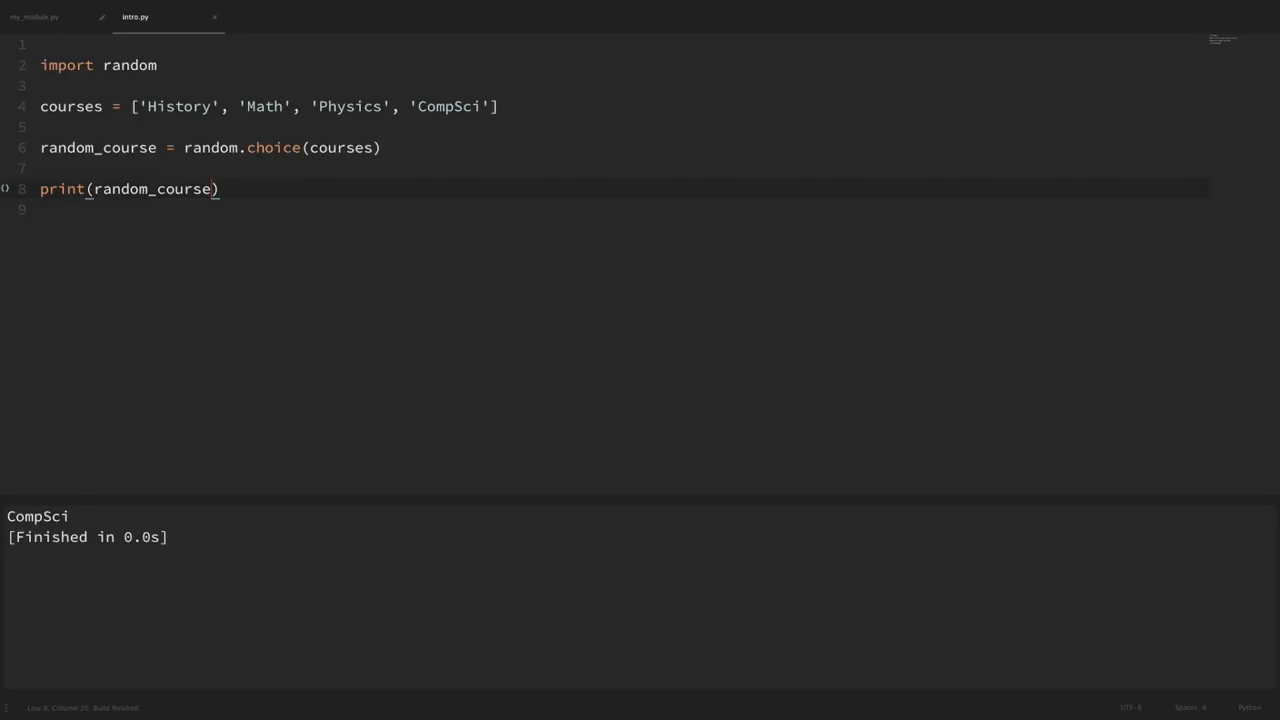 my_module.py
intro.py
1
2 import random
3
4 courses = ['History', 'Math', 'Physics', 'CompSci']
5
6 random_course = random.choice(courses)
7
8 print(random_course)
9
CompSci
[Finished in 0.0s]
Line 8, Column 20, Build finished
UTF-8
Spaces: 4
Python